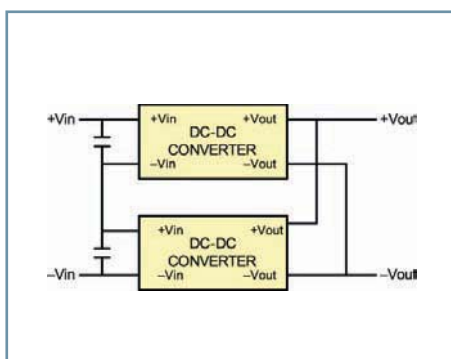 +Vin
+Vin
+Vout
+Vout
DC-DC
CONVERTER
–Vin
–Vout
+Vin
+Vout
DC-DC
CONVERTER
–Vin
–Vin
–Vout
–Vout